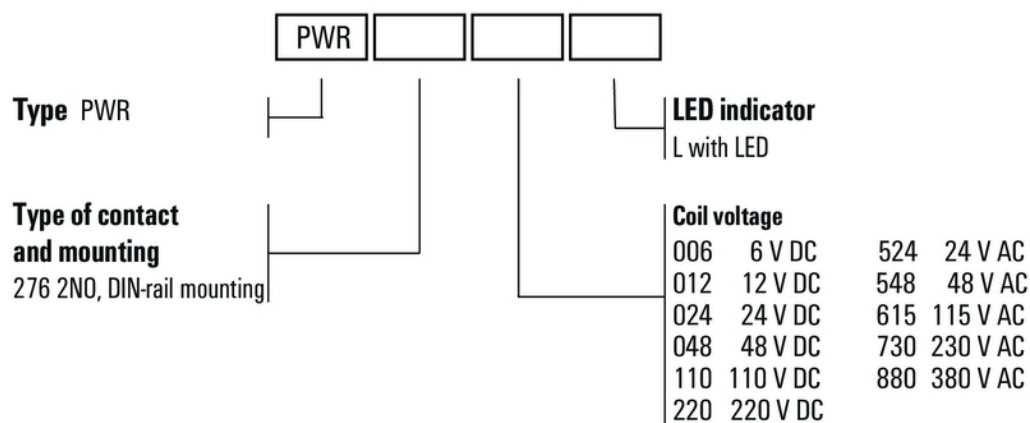 PWR
Type PWR
LED indicator
L with LED
Type of contact
and mounting
276 2NO, DIN-rail mounting
Coil voltage
006 6 V DC 524 24 V AC
012 12 V DC 548 48 V AC
024 24 V DC 615 115 V AC
048 48 V DC 730 230 V AC
110 110 V DC 880 380 V AC
220 220 V DC